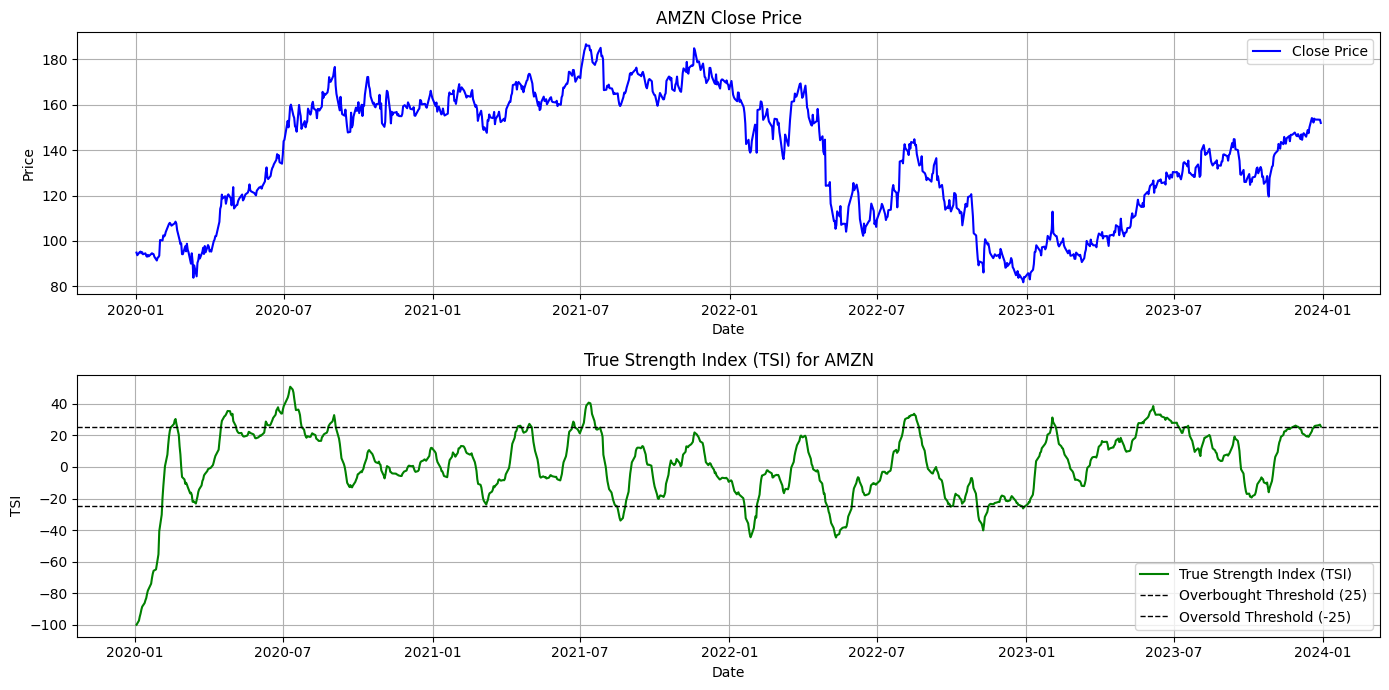 AMZN Close Price
Price
180
160
140
120
100
80
Close Price
2020-01 2020-07 2021-01 2021-07 2022-01 2022-07 2023-01 2023-07 2024-01
Date
True Strength Index (TSI) for AMZN
TSI
40
20
0
−20
−40
−60
−80
−100
True Strength Index (TSI)
Overbought Threshold (25)
Oversold Threshold (-25)
2020-01 2020-07 2021-01 2021-07 2022-01 2022-07 2023-01 2023-07 2024-01
Date